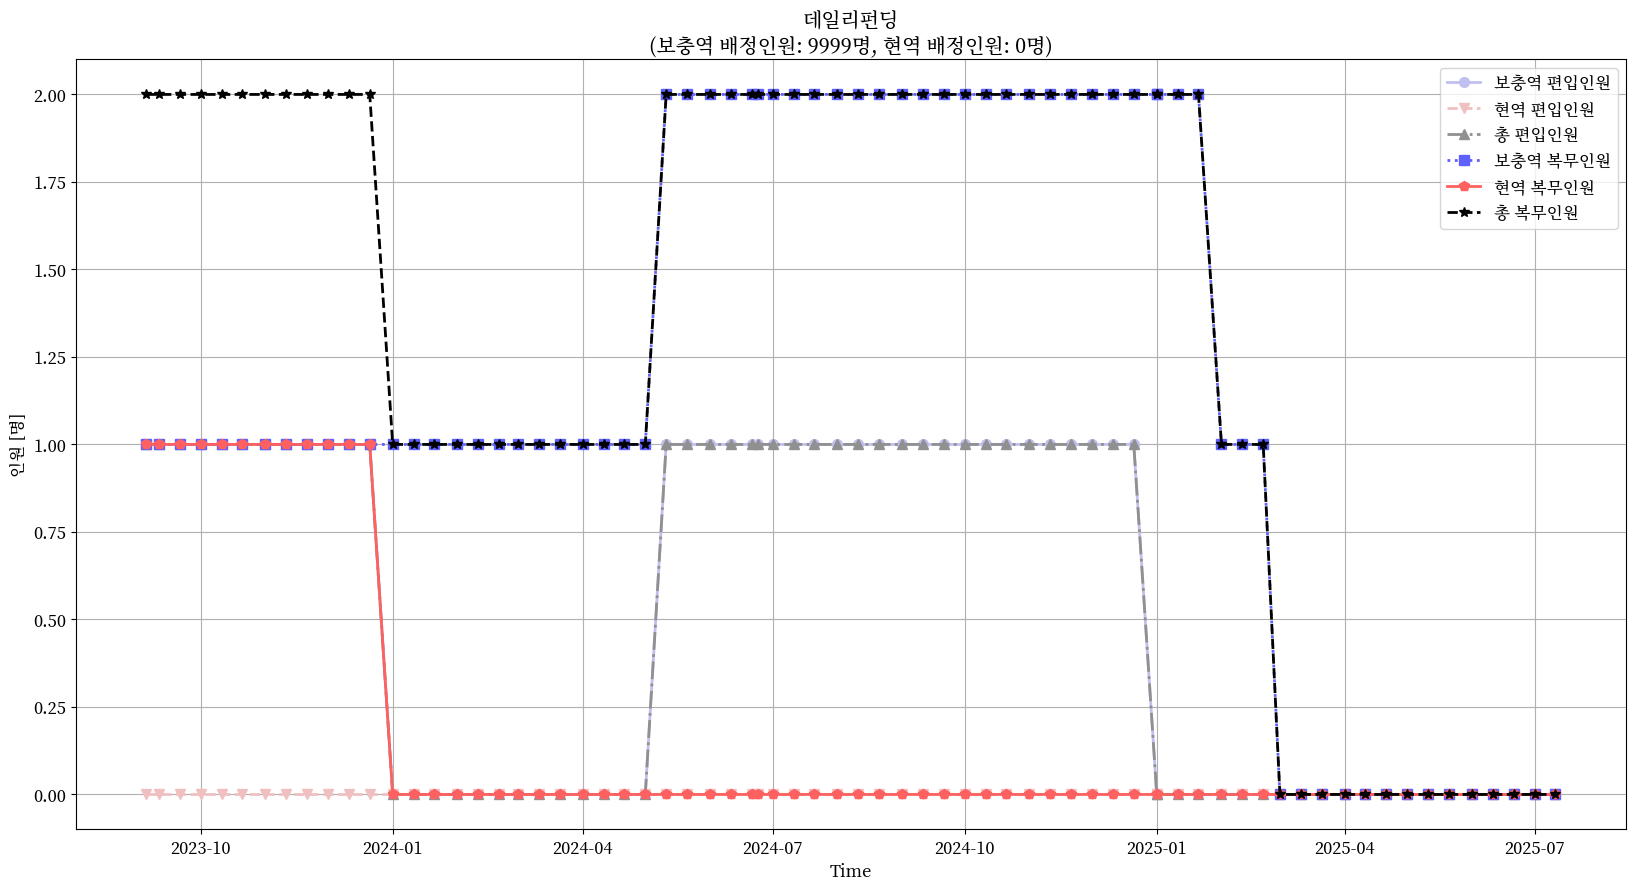 데일리펀딩
(보충역 배정인원: 9999명, 현역 배정인원: 0명)
2.00
1.75
1.50
1.25
1.00
0.75
0.50
0.25
0.00
인원 [명]
보충역 편입인원
현역 편입인원
총 편입인원
보충역 복무인원
현역 복무인원
총 복무인원
2023-10
2024-01
2024-04
2024-07
2024-10
2025-01
2025-04
2025-07
Time